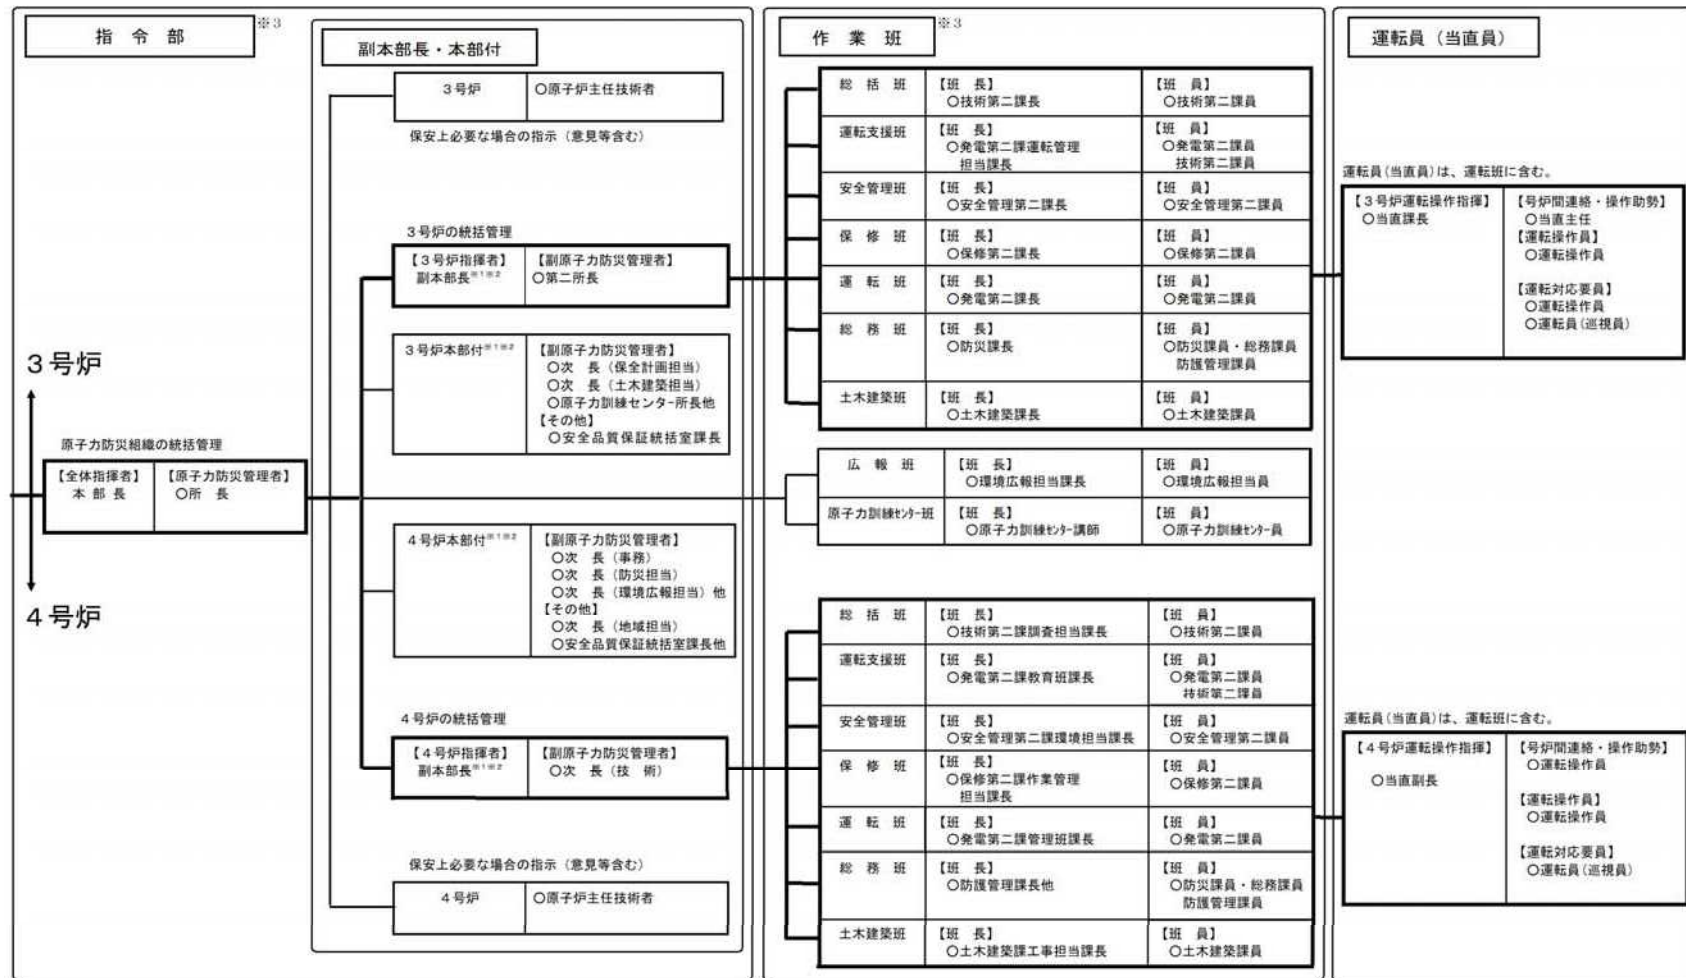 指 令 部 ※3
副本部長・本部付
3号炉 ○原子炉主任技術者
保安上必要な場合の指示（意見等含む）
3号炉の統括管理
【3号炉指揮者】 【副原子力防災管理者】
副本部長※1※2 ○第二所長
3号炉本部付※1※2 【副原子力防災管理者】
○次 長（保全計画担当）
○次 長（土木建築担当）
○原子力訓練センター所長他
【その他】
○安全品質保証統括室課長
3号炉
原子力防災組織の統括管理
【全体指揮者】 【原子力防災管理者】
本 部 長 ○所 長
4号炉
4号炉本部付※1※2 【副原子力防災管理者】
○次 長（事務）
○次 長（防災担当）
○次 長（環境広報担当）他
【その他】
○次 長（地域担当）
○安全品質保証統括室課長他
4号炉の統括管理
【4号炉指揮者】 【副原子力防災管理者】
副本部長※1※2 ○次 長（技 術）
保安上必要な場合の指示（意見等含む）
4号炉 ○原子炉主任技術者
作 業 班 ※3
総 括 班 【班 長】 【班 員】
○技術第二課長 ○技術第二課員
運転支援班 【班 長】 【班 員】
○発電第二課運転管理 ○発電第二課員
担当課長 技術第二課員
安全管理班 【班 長】 【班 員】
○安全管理第二課長 ○安全管理第二課員
保 修 班 【班 長】 【班 員】
○保修第二課長 ○保修第二課員
運 転 班 【班 長】 【班 員】
○発電第二課長 ○発電第二課員
総 務 班 【班 長】 【班 員】
○防災課長 ○防災課員・総務課員
防護管理課員
土木建築班 【班 長】 【班 員】
○土木建築課長 ○土木建築課員
広 報 班 【班 長】 【班 員】
○環境広報担当課長 ○環境広報担当員
原子力訓練ｾﾝﾀｰ班 【班 長】 【班 員】
○原子力訓練ｾﾝﾀｰ講師 ○原子力訓練ｾﾝﾀｰ員
総 括 班 【班 長】 【班 員】
○技術第二課調査担当課長 ○技術第二課員
運転支援班 【班 長】 【班 員】
○発電第二課教育班課長 ○発電第二課員
技術第二課員
安全管理班 【班 長】 【班 員】
○安全管理第二課環境担当課長 ○安全管理第二課員
保 修 班 【班 長】 【班 員】
○保修第二課作業管理 ○保修第二課員
担当課長
運 転 班 【班 長】 【班 員】
○発電第二課管理班課長 ○発電第二課員
総 務 班 【班 長】 【班 員】
○防護管理課長他 ○防災課員・総務課員
防護管理課員
土木建築班 【班 長】 【班 員】
○土木建築課工事担当課長 ○土木建築課員
運転員（当直員）
運転員(当直員)は、運転班に含む。
【3号炉運転操作指揮】 【号炉間連絡・操作助勢】
○当直課長 ○当直主任
【運転操作員】
○運転操作員
【運転対応要員】
○運転操作員
○運転員(巡視員)
運転員(当直員)は、運転班に含む。
【4号炉運転操作指揮】 【号炉間連絡・操作助勢】
○運転操作員
○当直副長
【運転操作員】
○運転操作員
【運転対応要員】
○運転員(巡視員)